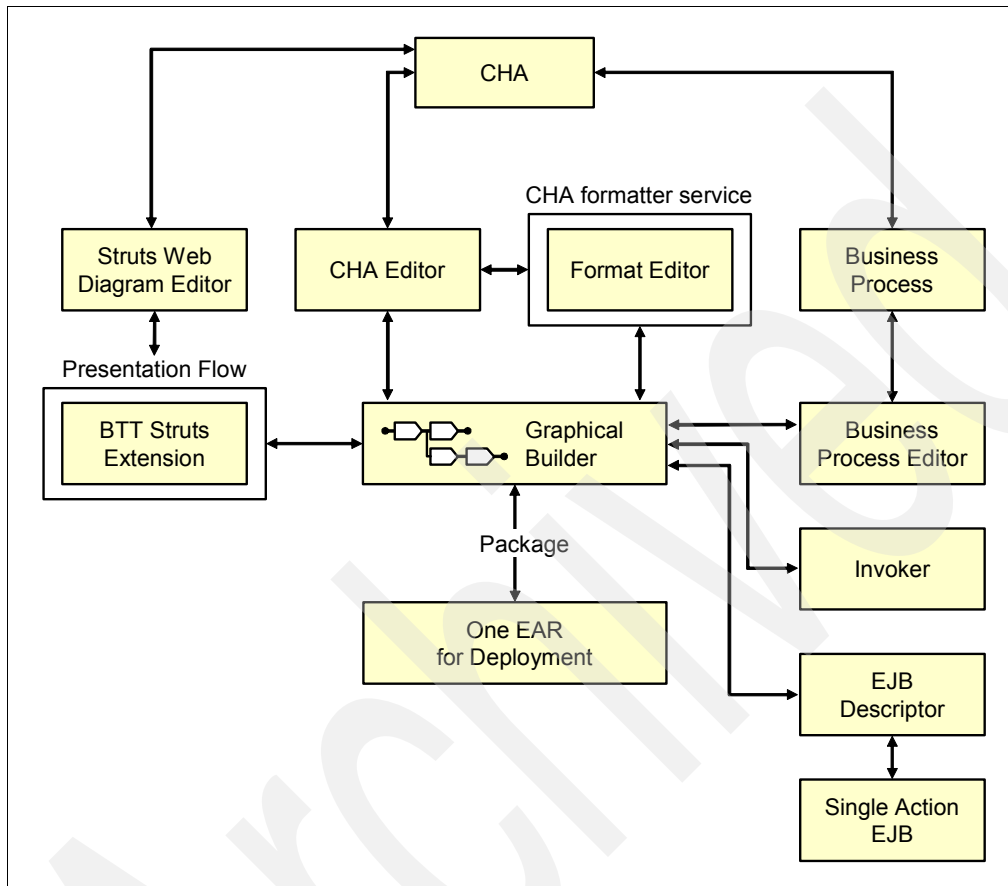 CHA
CHA formatter service
Struts Web
Diagram Editor
CHA Editor
Format Editor
Business
Process
Presentation Flow
BTT Struts
Extension
Graphical
Builder
Business
Process Editor
Package
Invoker
One EAR
for Deployment
EJB
Descriptor
Single Action
EJB
Archived